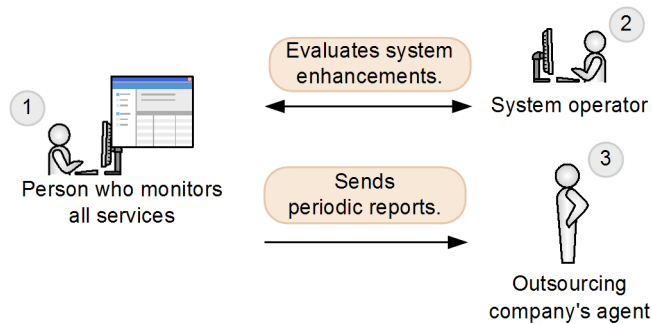 1
Person who monitors
all services
Evaluates system
enhancements.
2
System operator
Sends
periodic reports.
3
Outsourcing
company's agent